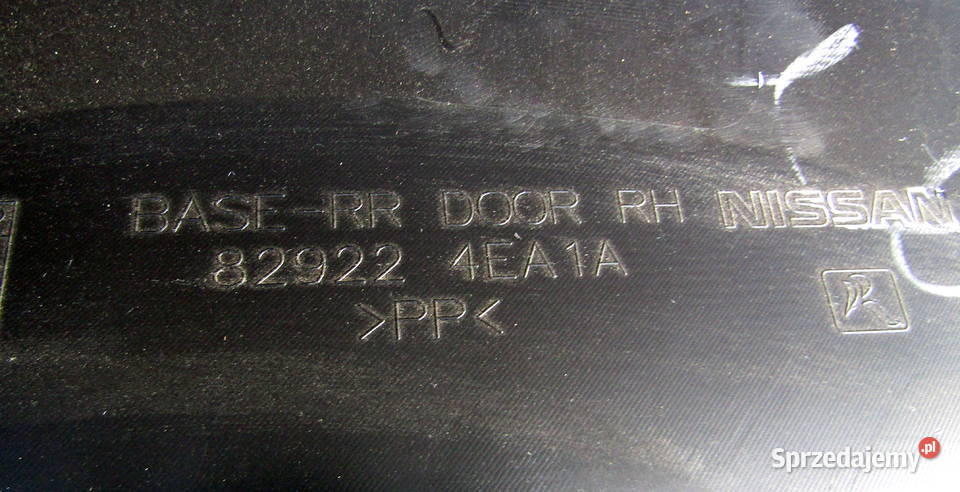 BASE-RR DOOR RH NISSAN
82922 4EA1A
>PP<
Sprzedajemy.pl